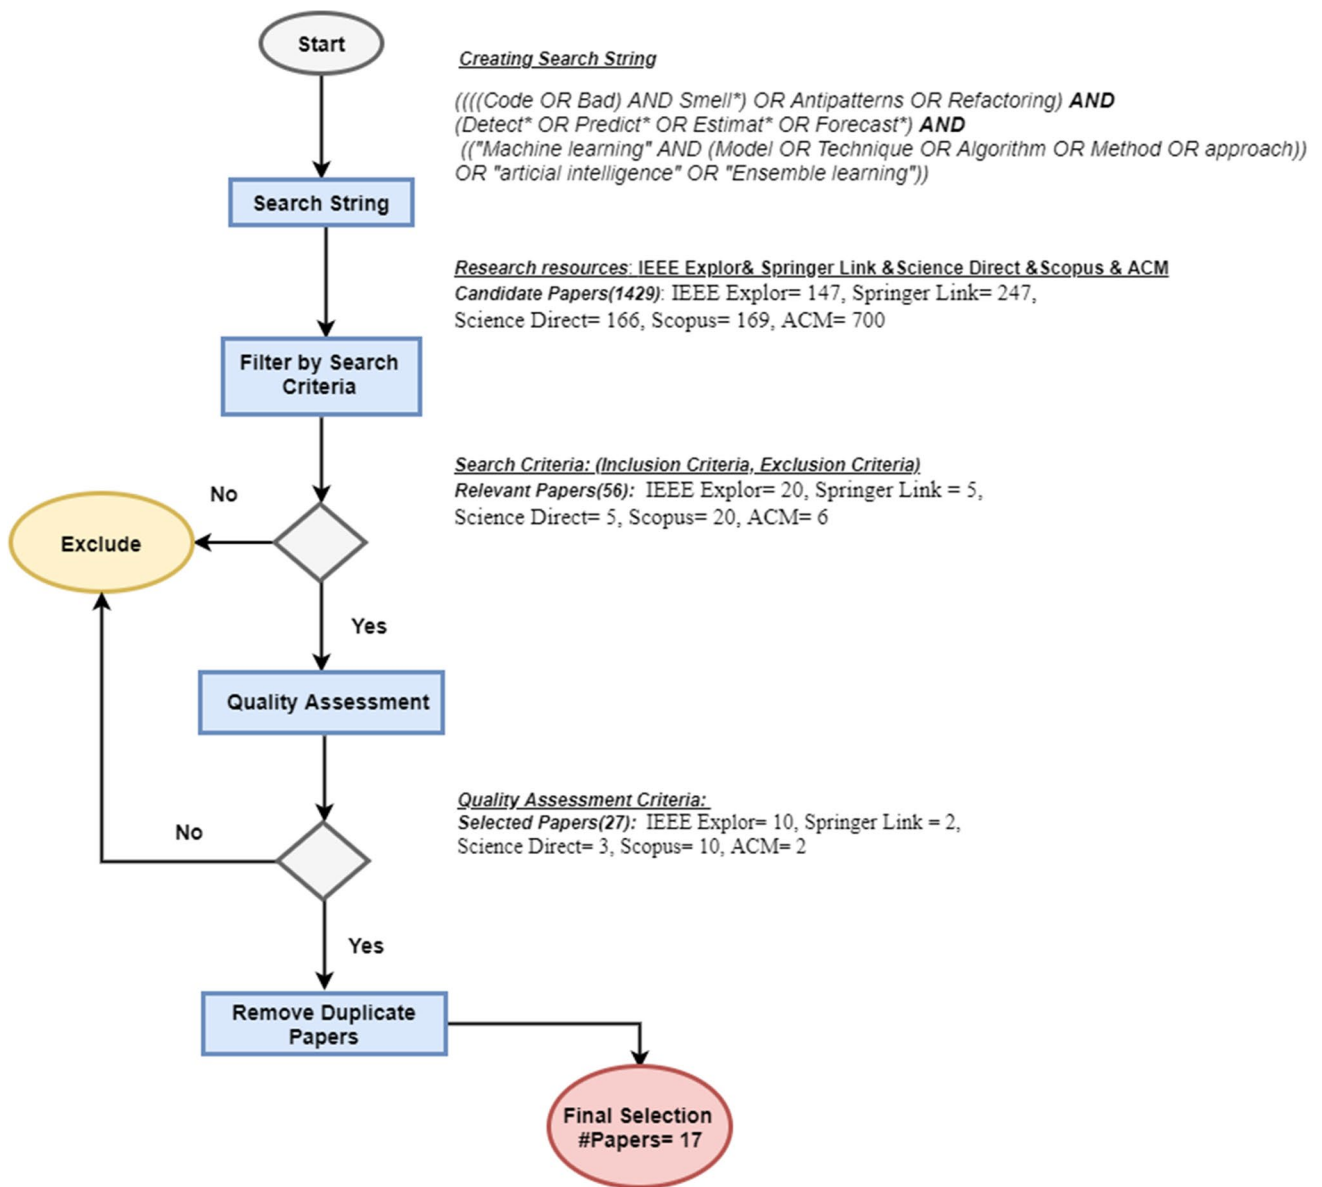 Start
Creating Search String
((((Code OR Bad) AND Smell*) OR Antipatterns OR Refactoring) AND
(Detect* OR Predict* OR Estimat* OR Forecast*) AND
(("Machine learning" AND (Model OR Technique OR Algorithm OR Method OR approach))
OR "articial intelligence" OR "Ensemble learning"))
Search String
Research resources: IEEE Explor& Springer Link &Science Direct &Scopus & ACM
Candidate Papers(1429): IEEE Explor= 147, Springer Link= 247,
Science Direct= 166, Scopus= 169, ACM= 700
Filter by Search
Criteria
Search Criteria: (Inclusion Criteria, Exclusion Criteria)
Relevant Papers(56): IEEE Explor= 20, Springer Link = 5,
Science Direct= 5, Scopus= 20, ACM= 6
No
Exclude
Yes
Quality Assessment
Quality Assessment Criteria:
Selected Papers(27): IEEE Explor= 10, Springer Link = 2,
Science Direct= 3, Scopus= 10, ACM= 2
No
Yes
Remove Duplicate
Papers
Final Selection
#Papers= 17